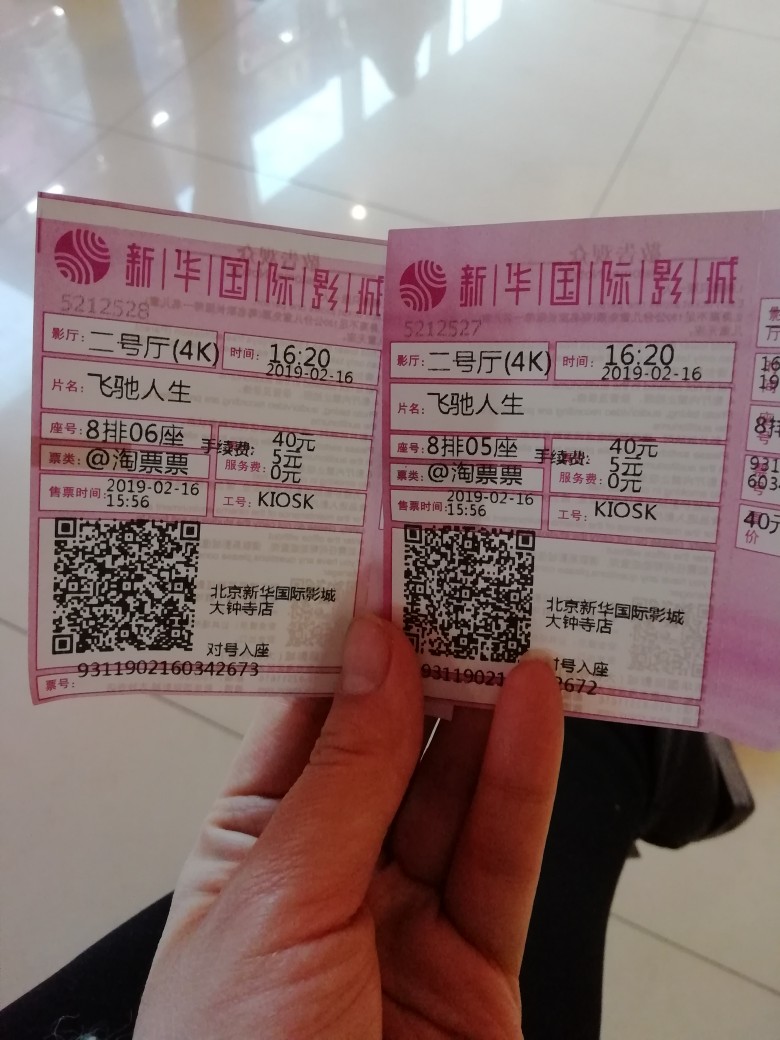 新华国际影城
5212528
影厅: 二号厅(4K) 时间: 16:20
2019-02-16
片名: 飞驰人生
座号: 8排06座 手续费: 40元
5元
票类: @淘票票 服务费: 0元
售票时间: 2019-02-16
15:56
工号: KIOSK
北京新华国际影城
大钟寺店
对号入座
票号: 9311902160342673
新华国际影城
5212527
影厅: 二号厅(4K) 时间: 16:20
2019-02-16
片名: 飞驰人生
座号: 8排05座 手续费: 40元
5元
票类: @淘票票 服务费: 0元
售票时间: 2019-02-16
15:56
工号: KIOSK
北京新华国际影城
大钟寺店
对号入座
93119021 2672